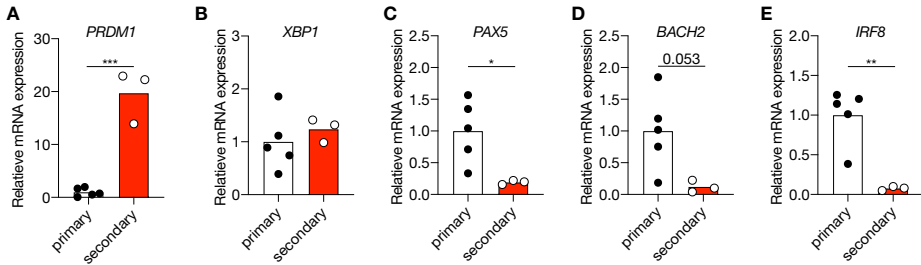 A
PRDM1
Relatieve mRNA expression
30
20
10
0
***
primary
secondary
B
XBP1
Relatieve mRNA expression
3
2
1
0
primary
secondary
C
PAX5
Relatieve mRNA expression
2.5
2.0
1.5
1.0
0.5
0.0
*
primary
secondary
D
BACH2
Relatieve mRNA expression
2.5
2.0
1.5
1.0
0.5
0.0
0.053
primary
secondary
E
IRF8
Relatieve mRNA expression
2.0
1.5
1.0
0.5
0.0
**
primary
secondary